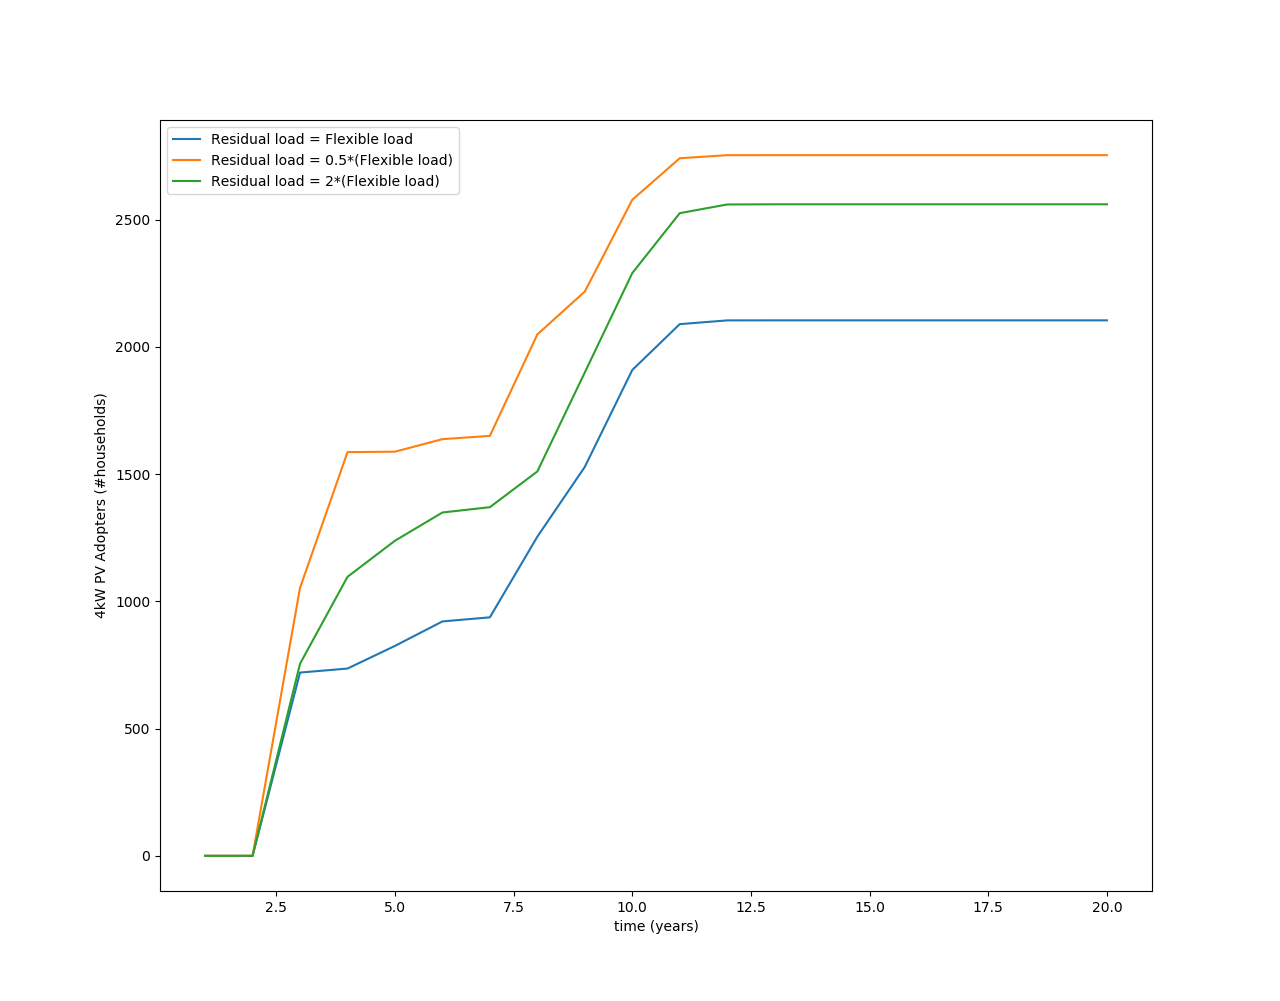 Residual load = Flexible load
Residual load = 0.5*(Flexible load)
Residual load = 2*(Flexible load)
2500
2000
1500
1000
500
0
4kW PV Adopters (#households)
2.5 5.0 7.5 10.0 12.5 15.0 17.5 20.0
time (years)